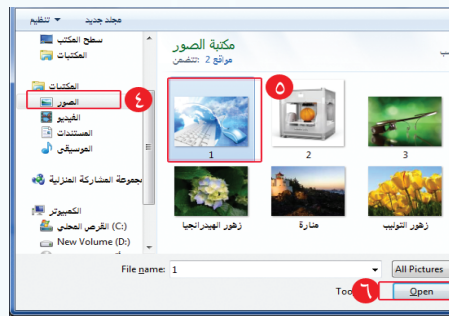 تنظيم ▼ مجلد جديد
سطح المكتب
المكتبات
المكتبات
الصور
٤
الفيديو
المستندات
الموسيقى
مجموعة المشاركة المنزلية
الكمبيوتر
القرص المحلي (C:)
New Volume (D:)
مكتبة الصور
تتضمن: 2 مواقع
٥
1
2
3
زهور الهيدرانجيا
منارة
زهور التوليب
File name: 1
All Pictures
Too
٦
Open